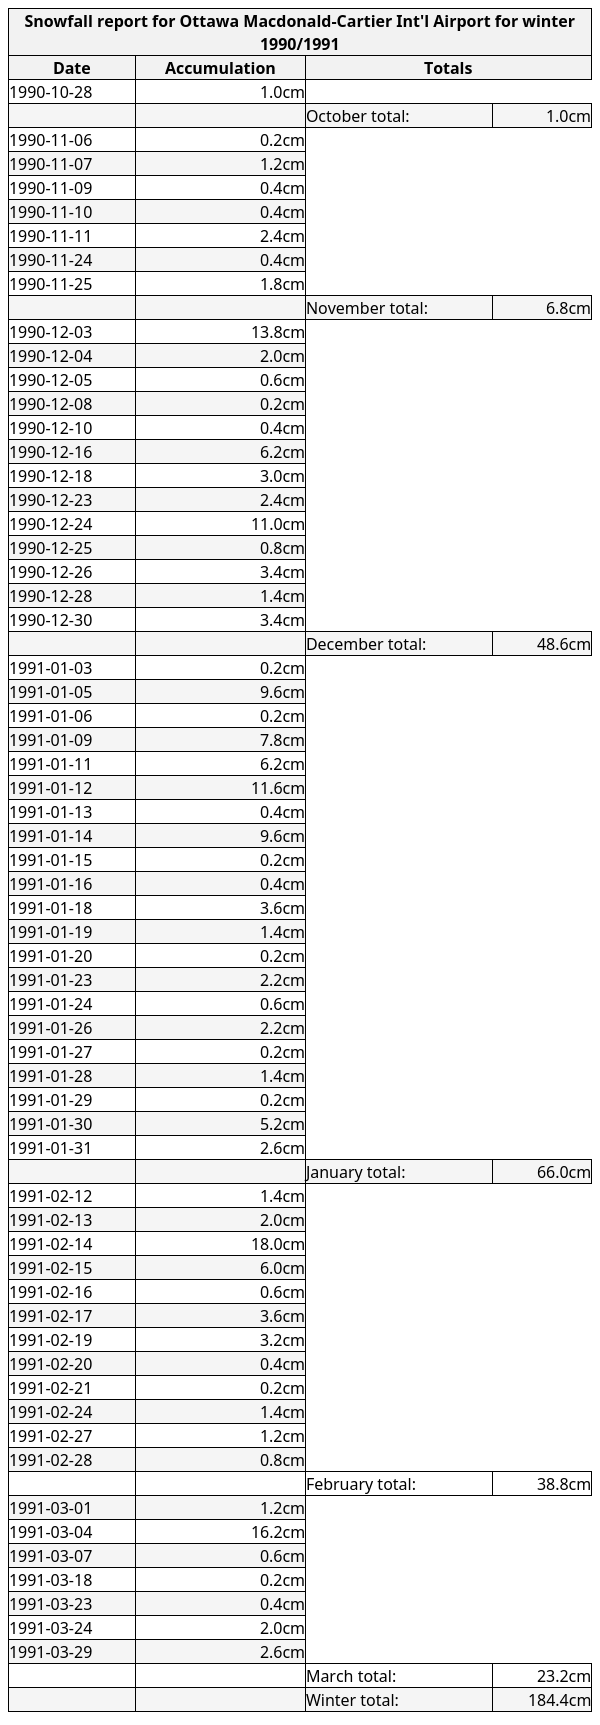 Snowfall report for Ottawa Macdonald-Cartier Int'l Airport for winter
1990/1991
Date Accumulation Totals
1990-10-28 1.0cm
October total: 1.0cm
1990-11-06 0.2cm
1990-11-07 1.2cm
1990-11-09 0.4cm
1990-11-10 0.4cm
1990-11-11 2.4cm
1990-11-24 0.4cm
1990-11-25 1.8cm
November total: 6.8cm
1990-12-03 13.8cm
1990-12-04 2.0cm
1990-12-05 0.6cm
1990-12-08 0.2cm
1990-12-10 0.4cm
1990-12-16 6.2cm
1990-12-18 3.0cm
1990-12-23 2.4cm
1990-12-24 11.0cm
1990-12-25 0.8cm
1990-12-26 3.4cm
1990-12-28 1.4cm
1990-12-30 3.4cm
December total: 48.6cm
1991-01-03 0.2cm
1991-01-05 9.6cm
1991-01-06 0.2cm
1991-01-09 7.8cm
1991-01-11 6.2cm
1991-01-12 11.6cm
1991-01-13 0.4cm
1991-01-14 9.6cm
1991-01-15 0.2cm
1991-01-16 0.4cm
1991-01-18 3.6cm
1991-01-19 1.4cm
1991-01-20 0.2cm
1991-01-23 2.2cm
1991-01-24 0.6cm
1991-01-26 2.2cm
1991-01-27 0.2cm
1991-01-28 1.4cm
1991-01-29 0.2cm
1991-01-30 5.2cm
1991-01-31 2.6cm
January total: 66.0cm
1991-02-12 1.4cm
1991-02-13 2.0cm
1991-02-14 18.0cm
1991-02-15 6.0cm
1991-02-16 0.6cm
1991-02-17 3.6cm
1991-02-19 3.2cm
1991-02-20 0.4cm
1991-02-21 0.2cm
1991-02-24 1.4cm
1991-02-27 1.2cm
1991-02-28 0.8cm
February total: 38.8cm
1991-03-01 1.2cm
1991-03-04 16.2cm
1991-03-07 0.6cm
1991-03-18 0.2cm
1991-03-23 0.4cm
1991-03-24 2.0cm
1991-03-29 2.6cm
March total: 23.2cm
Winter total: 184.4cm